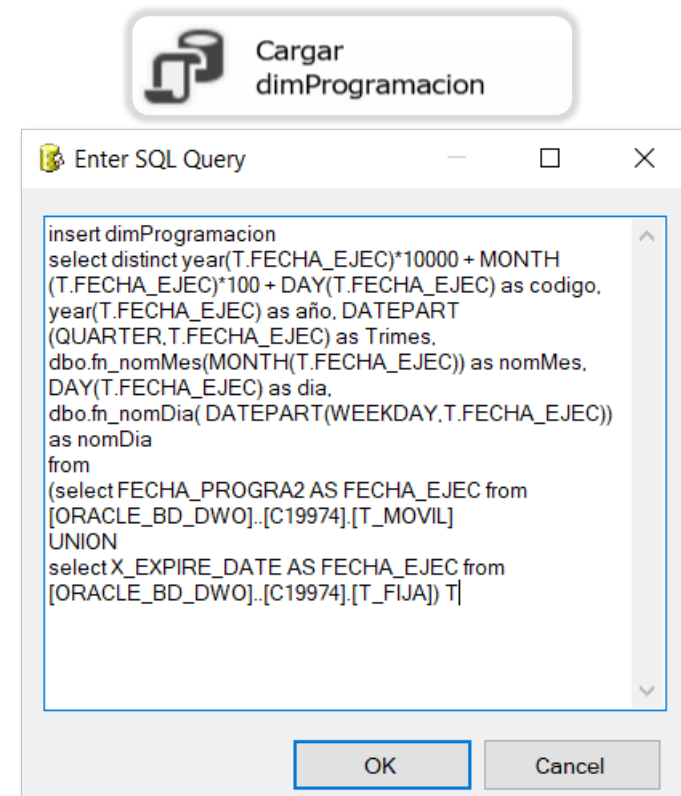 Cargar
dimProgramacion
Enter SQL Query
insert dimProgramacion
select distinct year(T.FECHA_EJEC)*10000 + MONTH
(T.FECHA_EJEC)*100 + DAY(T.FECHA_EJEC) as codigo,
year(T.FECHA_EJEC) as año, DATEPART
(QUARTER,T.FECHA_EJEC) as Trimes,
dbo.fn_nomMes(MONTH(T.FECHA_EJEC)) as nomMes,
DAY(T.FECHA_EJEC) as dia,
dbo.fn_nomDia( DATEPART(WEEKDAY,T.FECHA_EJEC))
as nomDia
from
(select FECHA_PROGRA2 AS FECHA_EJEC from
[ORACLE_BD_DWO]..[C19974].[T_MOVIL]
UNION
select X_EXPIRE_DATE AS FECHA_EJEC from
[ORACLE_BD_DWO]..[C19974].[T_FIJA]) T
OK
Cancel